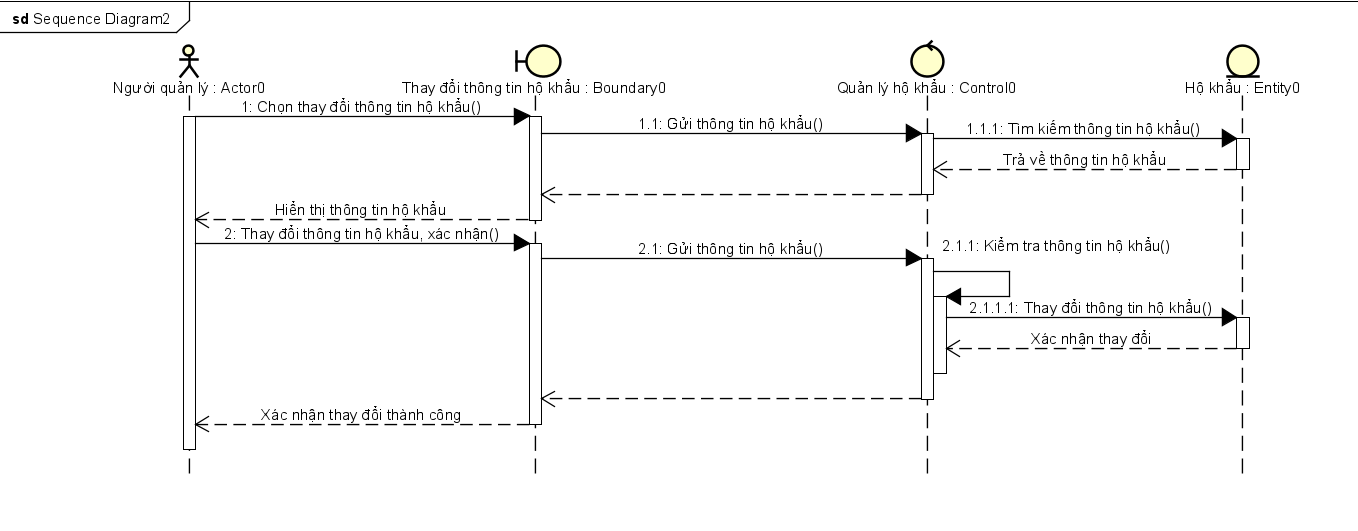 sd Sequence Diagram2
Người quản lý : Actor0
Thay đổi thông tin hộ khẩu : Boundary0
Quản lý hộ khẩu : Control0
Hộ khẩu : Entity0
1: Chọn thay đổi thông tin hộ khẩu()
1.1: Gửi thông tin hộ khẩu()
1.1.1: Tìm kiếm thông tin hộ khẩu()
Trả về thông tin hộ khẩu
Hiển thị thông tin hộ khẩu
2: Thay đổi thông tin hộ khẩu, xác nhận()
2.1: Gửi thông tin hộ khẩu()
2.1.1: Kiểm tra thông tin hộ khẩu()
2.1.1.1: Thay đổi thông tin hộ khẩu()
Xác nhận thay đổi
Xác nhận thay đổi thành công